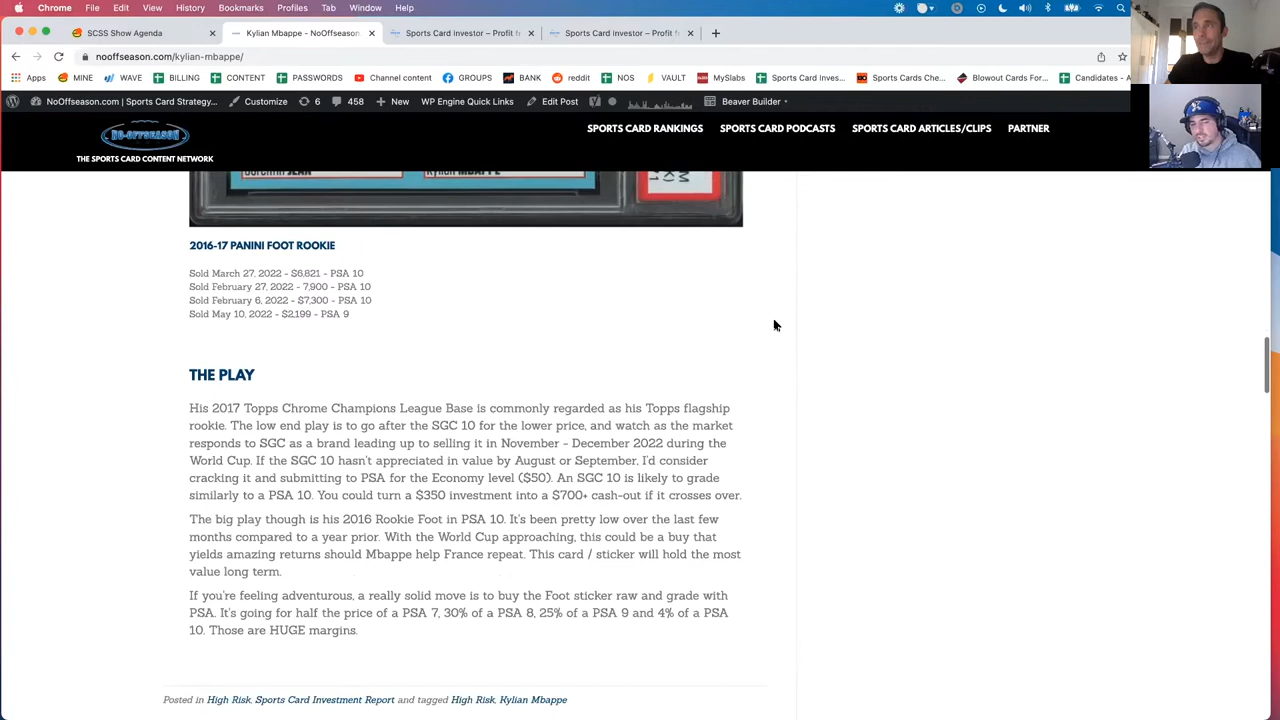 Chrome File Edit View History Bookmarks Profiles Tab Window Help
SCSS Show Agenda × Kylian Mbappe - NoOffseason. × Sports Card Investor – Profit f × Sports Card Investor – Profit f × +
nooffseason.com/kylian-mbappe/
Apps MINE WAVE BILLING CONTENT PASSWORDS Channel content GROUPS BANK reddit NOS VAULT MySlabs Sports Card Inves... Sports Cards Che... Blowout Cards For... Candidates - A
NoOffseason.com | Sports Card Strategy... Customize 6 458 + New WP Engine Quick Links Edit Post Beaver Builder
NO-OFFSEASON
THE SPORTS CARD CONTENT NETWORK
SPORTS CARD RANKINGS SPORTS CARD PODCASTS SPORTS CARD ARTICLES/CLIPS PARTNER
Kylian MBAPPE
2016-17 PANINI FOOT ROOKIE
Sold March 27, 2022 - $6,821 - PSA 10
Sold February 27, 2022 - 7,900 - PSA 10
Sold February 6, 2022 - $7,300 - PSA 10
Sold May 10, 2022 - $2,199 - PSA 9
THE PLAY
His 2017 Topps Chrome Champions League Base is commonly regarded as his Topps flagship
rookie. The low end play is to go after the SGC 10 for the lower price, and watch as the market
responds to SGC as a brand leading up to selling it in November - December 2022 during the
World Cup. If the SGC 10 hasn't appreciated in value by August or September, I'd consider
cracking it and submitting to PSA for the Economy level ($50). An SGC 10 is likely to grade
similarly to a PSA 10. You could turn a $350 investment into a $700+ cash-out if it crosses over.
The big play though is his 2016 Rookie Foot in PSA 10. It's been pretty low over the last few
months compared to a year prior. With the World Cup approaching, this could be a buy that
yields amazing returns should Mbappe help France repeat. This card / sticker will hold the most
value long term.
If you're feeling adventurous, a really solid move is to buy the Foot sticker raw and grade with
PSA. It's going for half the price of a PSA 7, 30% of a PSA 8, 25% of a PSA 9 and 4% of a PSA
10. Those are HUGE margins.
Posted in High Risk, Sports Card Investment Report and tagged High Risk, Kylian Mbappe